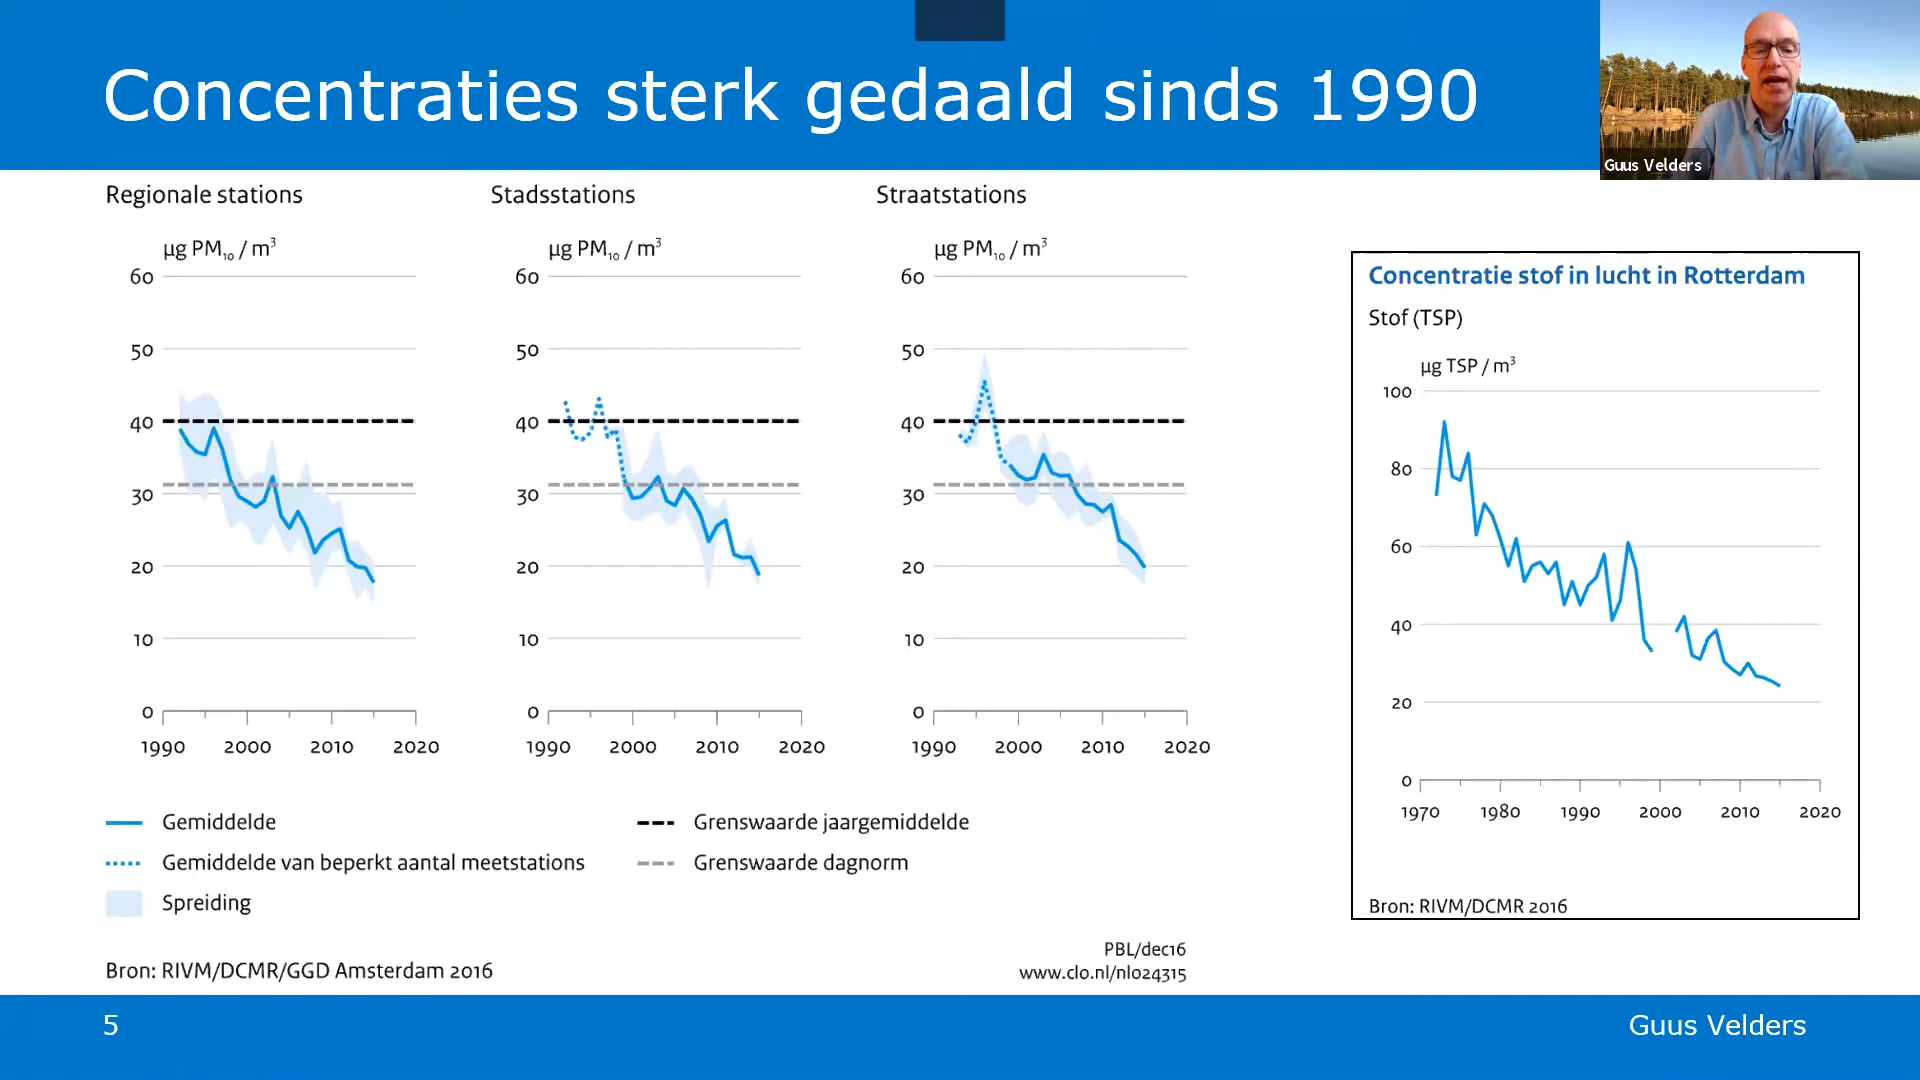 Concentraties sterk gedaald sinds 1990
Guus Velders
Regionale stations
µg PM₁₀ / m³
60
50
40
30
20
10
0
1990 2000 2010 2020
Stadsstations
µg PM₁₀ / m³
60
50
40
30
20
10
0
1990 2000 2010 2020
Straatstations
µg PM₁₀ / m³
60
50
40
30
20
10
0
1990 2000 2010 2020
Gemiddelde
Gemiddelde van beperkt aantal meetstations
Spreiding
Grenswaarde jaargemiddelde
Grenswaarde dagnorm
Bron: RIVM/DCMR/GGD Amsterdam 2016
PBL/dec16
www.clo.nl/nl024315
Concentratie stof in lucht in Rotterdam
Stof (TSP)
µg TSP / m³
100
80
60
40
20
0
1970 1980 1990 2000 2010 2020
Bron: RIVM/DCMR 2016
5
Guus Velders